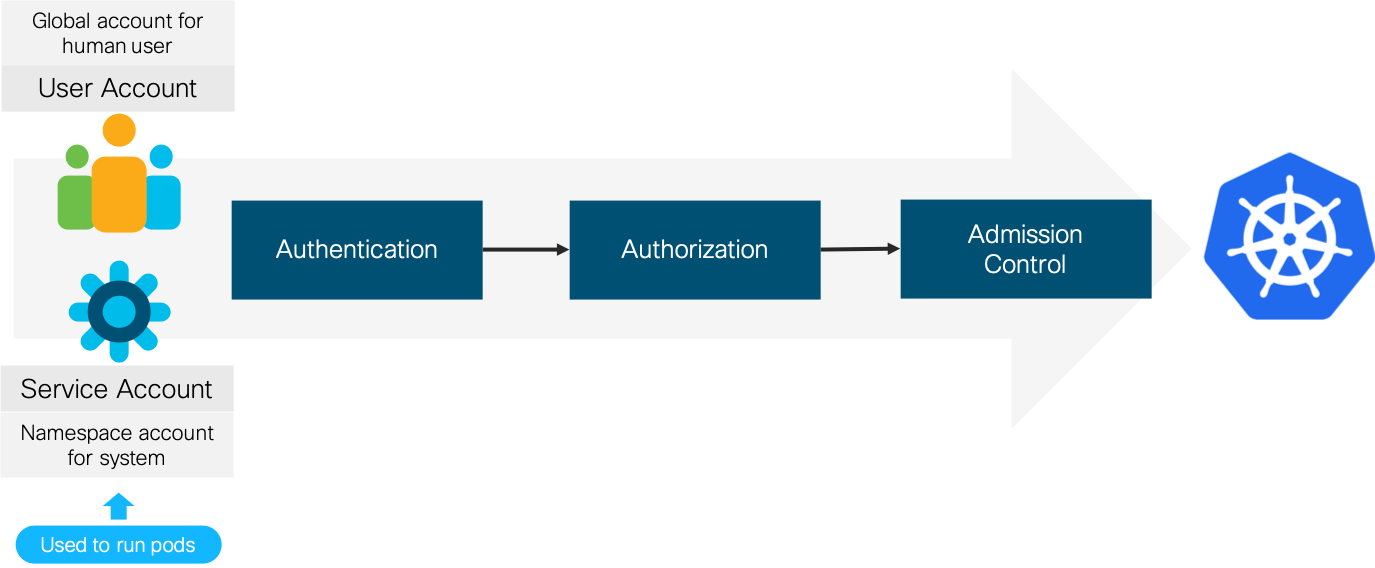 Global account for
human user
User Account
Authentication
Authorization
Admission
Control
Service Account
Namespace account
for system
Used to run pods